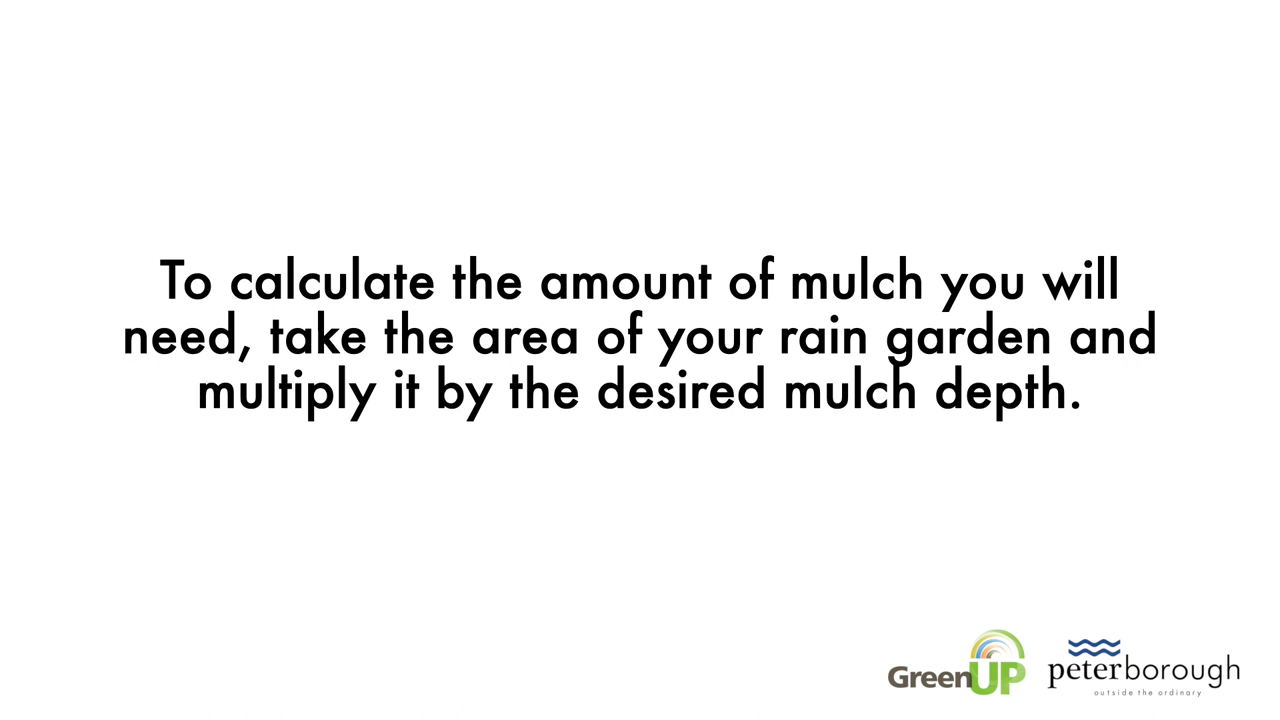 To calculate the amount of mulch you will
need, take the area of your rain garden and
multiply it by the desired mulch depth.
GreenUP
peterborough
outside the ordinary